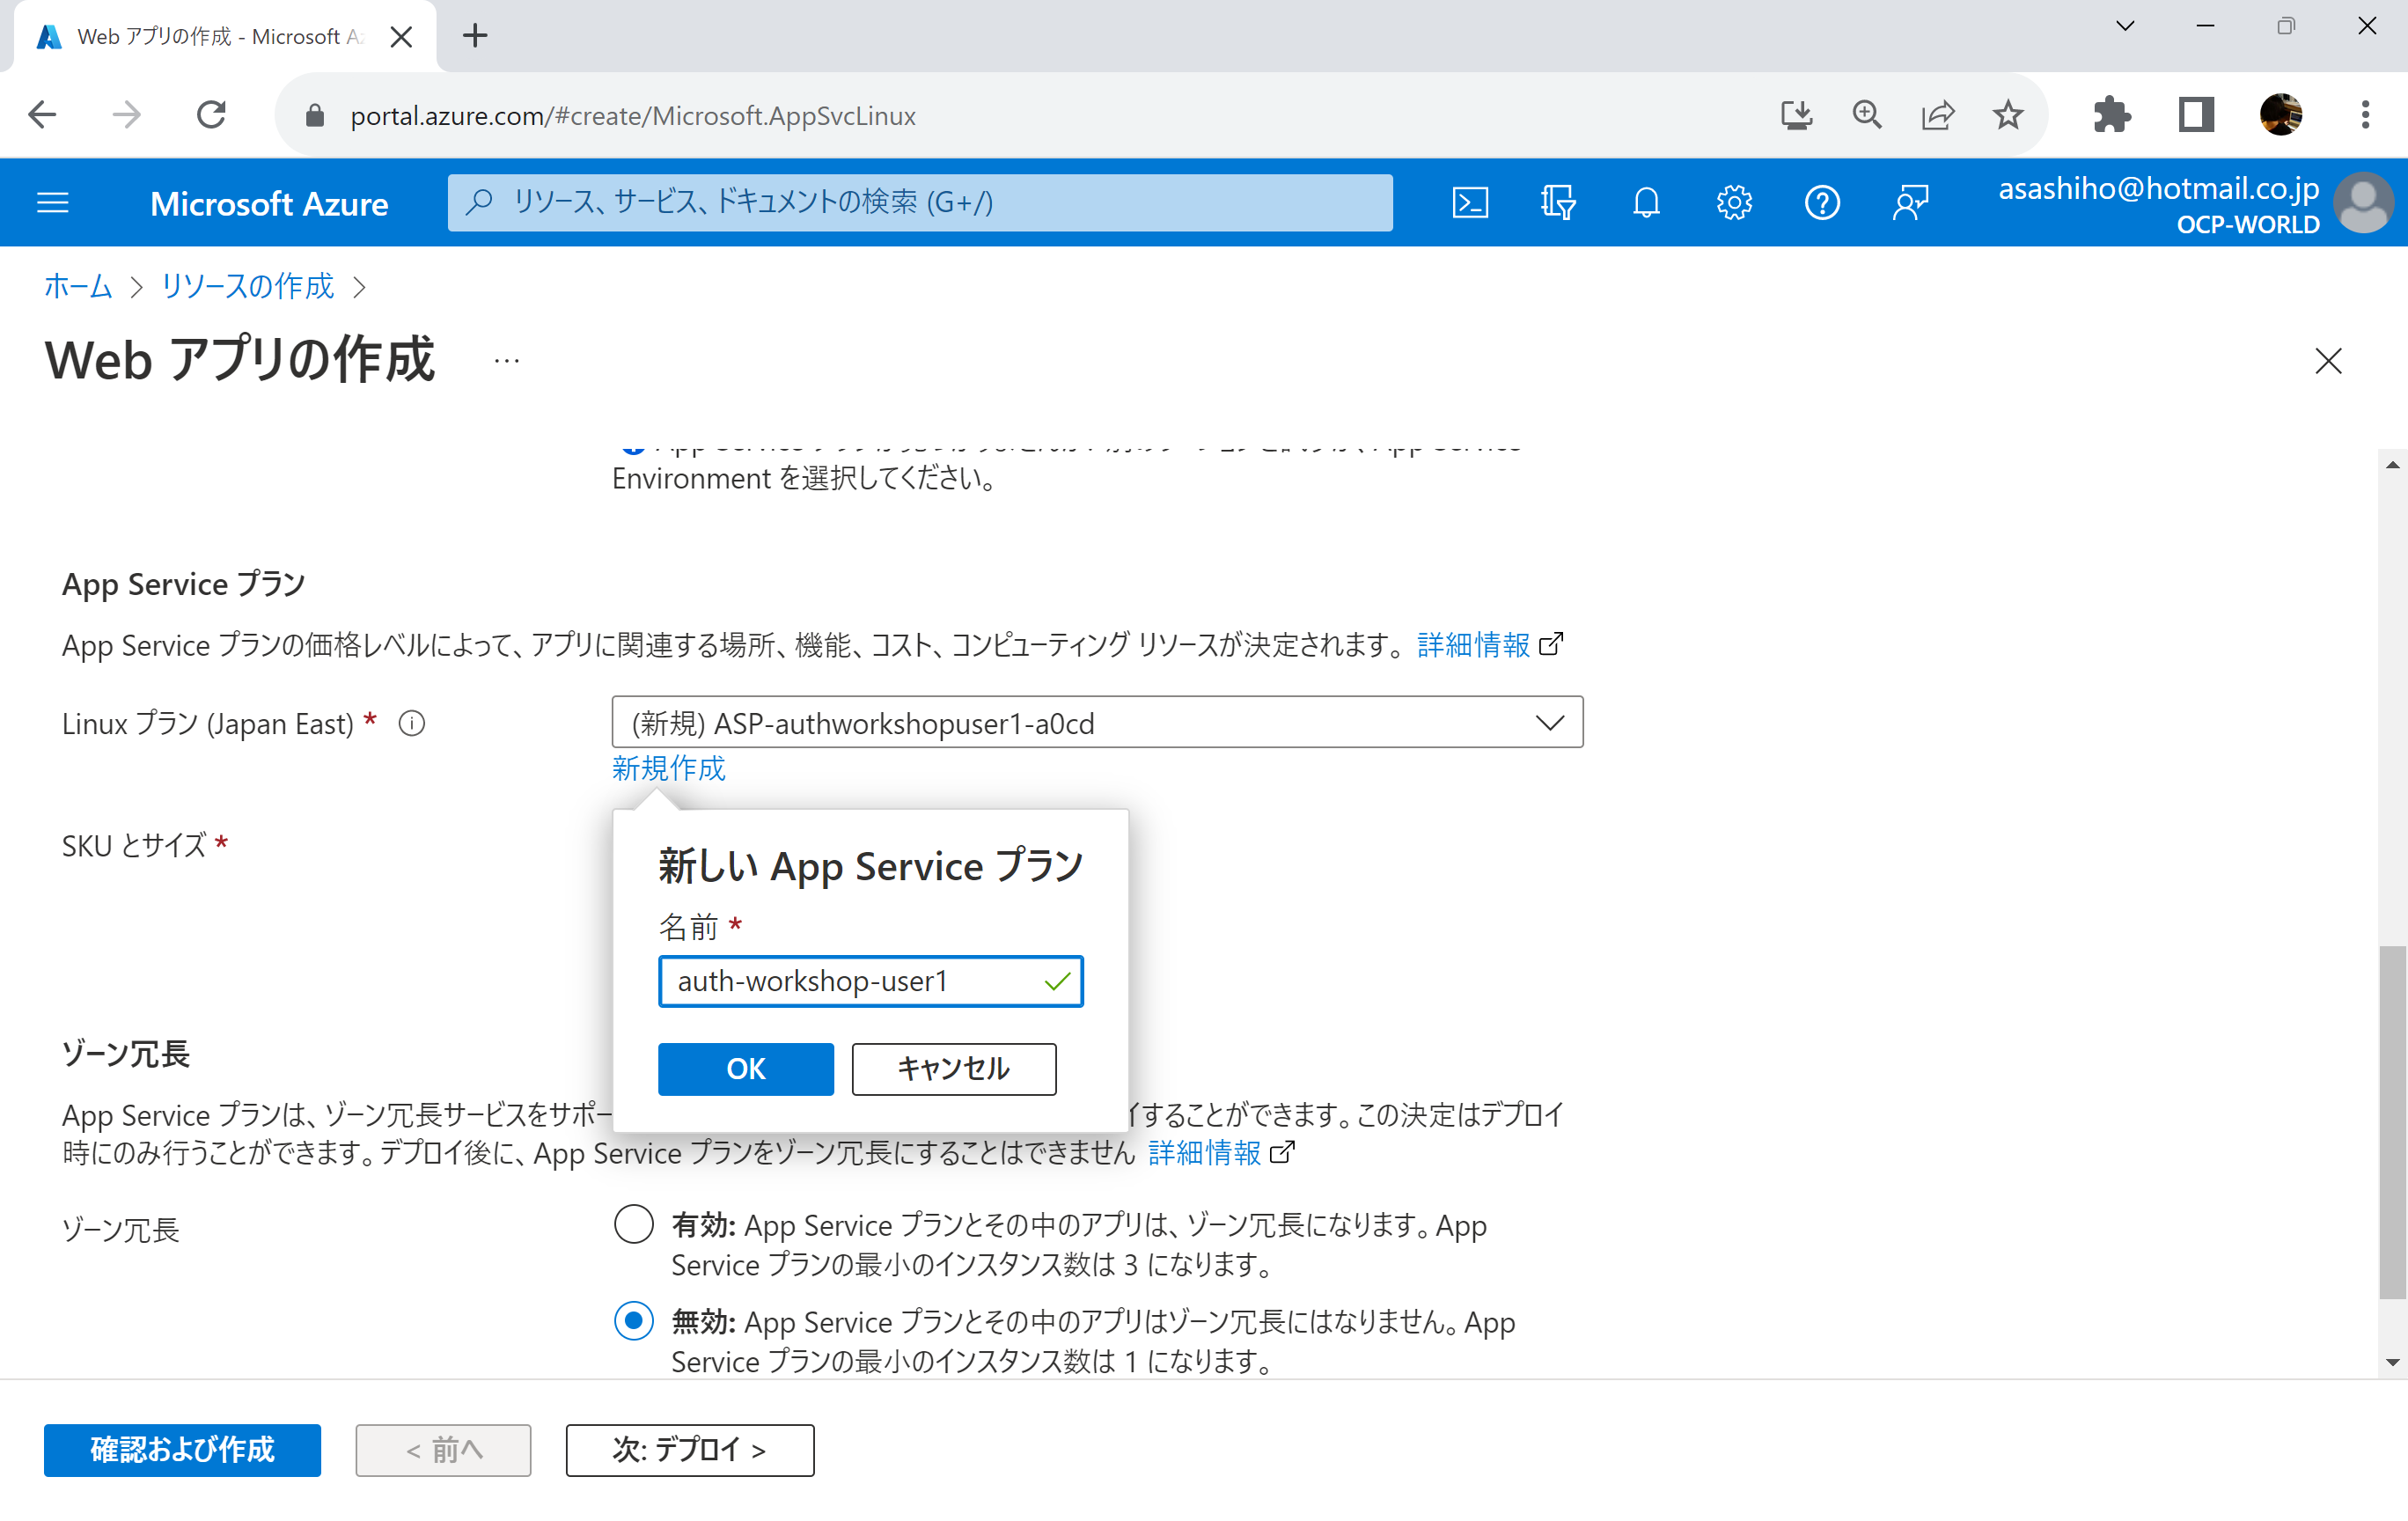 Web アプリの作成 - Microsoft A
portal.azure.com/#create/Microsoft.AppSvcLinux
Microsoft Azure
リソース、サービス、ドキュメントの検索 (G+/)
asashiho@hotmail.co.jp
OCP-WORLD
ホーム > リソースの作成 >
Web アプリの作成 ...
Environment を選択してください。
App Service プラン
App Service プランの価格レベルによって、アプリに関連する場所、機能、コスト、コンピューティング リソースが決定されます。 詳細情報
Linux プラン (Japan East) *
(新規) ASP-authworkshopuser1-a0cd
新規作成
SKU とサイズ *
新しい App Service プラン
名前 *
auth-workshop-user1
OK
キャンセル
ゾーン冗長
App Service プランは、ゾーン冗長サービスをサポー
イすることができます。この決定はデプロイ
時にのみ行うことができます。デプロイ後に、App Service プランをゾーン冗長にすることはできません 詳細情報
ゾーン冗長
有効: App Service プランとその中のアプリは、ゾーン冗長になります。App
Service プランの最小のインスタンス数は 3 になります。
無効: App Service プランとその中のアプリはゾーン冗長にはなりません。App
Service プランの最小のインスタンス数は 1 になります。
確認および作成
< 前へ
次: デプロイ >